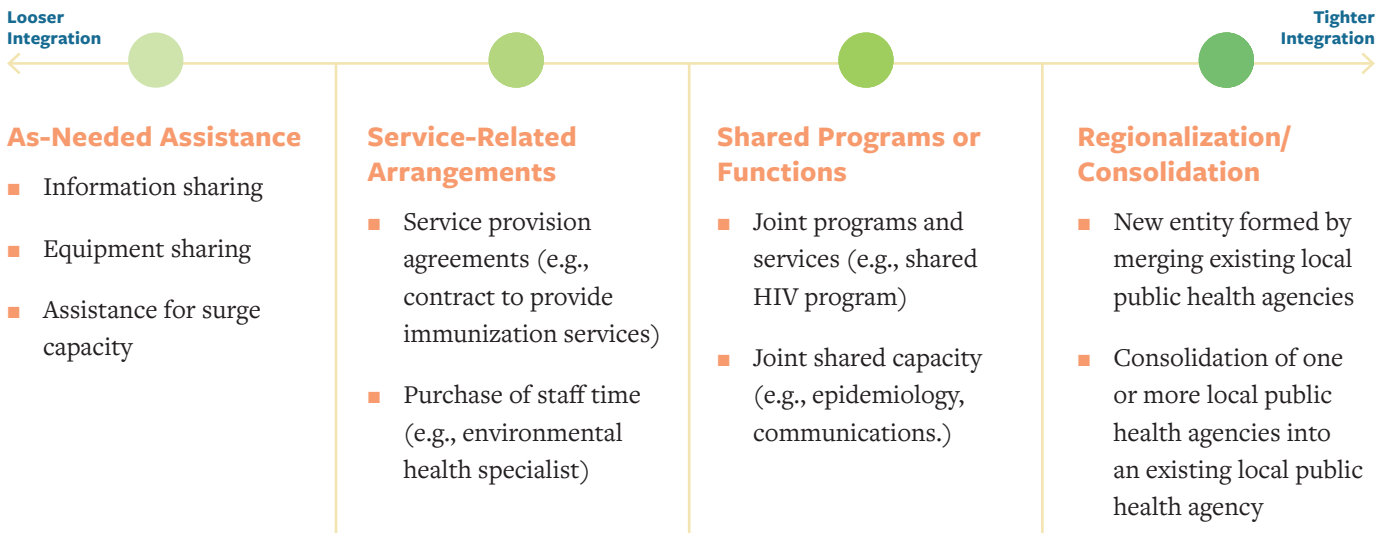 Looser
Integration
Tighter
Integration
As-Needed Assistance
Information sharing
Equipment sharing
Assistance for surge
capacity
Service-Related
Arrangements
Service provision
agreements (e.g.,
contract to provide
immunization services)
Purchase of staff time
(e.g., environmental
health specialist)
Shared Programs or
Functions
Joint programs and
services (e.g., shared
HIV program)
Joint shared capacity
(e.g., epidemiology,
communications.)
Regionalization/
Consolidation
New entity formed by
merging existing local
public health agencies
Consolidation of one
or more local public
health agencies into
an existing local public
health agency